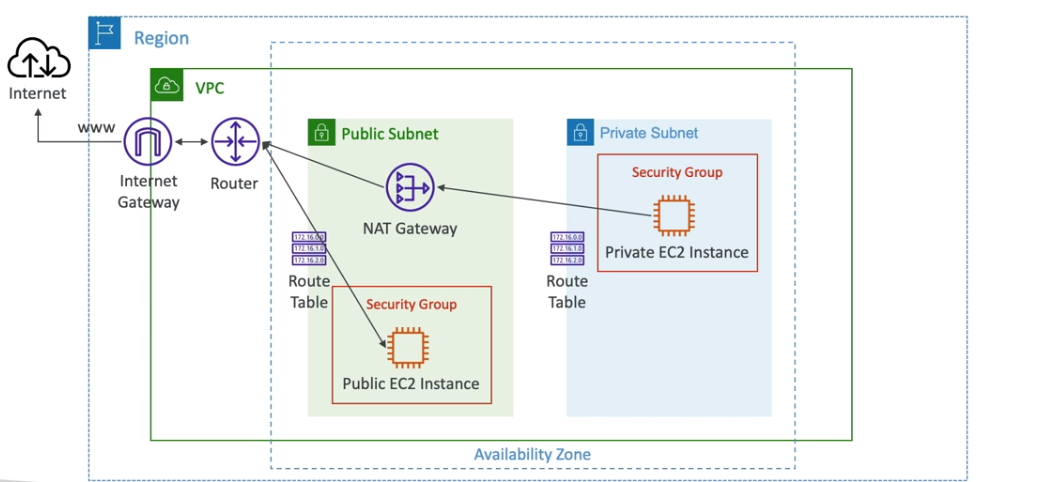 Region
Internet
VPC
www
Internet
Gateway
Router
Public Subnet
NAT Gateway
172.16.0.0
172.16.1.0
172.16.2.0
Route
Table
Security Group
Public EC2 Instance
Private Subnet
Security Group
Private EC2 Instance
172.16.0.0
172.16.1.0
172.16.2.0
Route
Table
Availability Zone